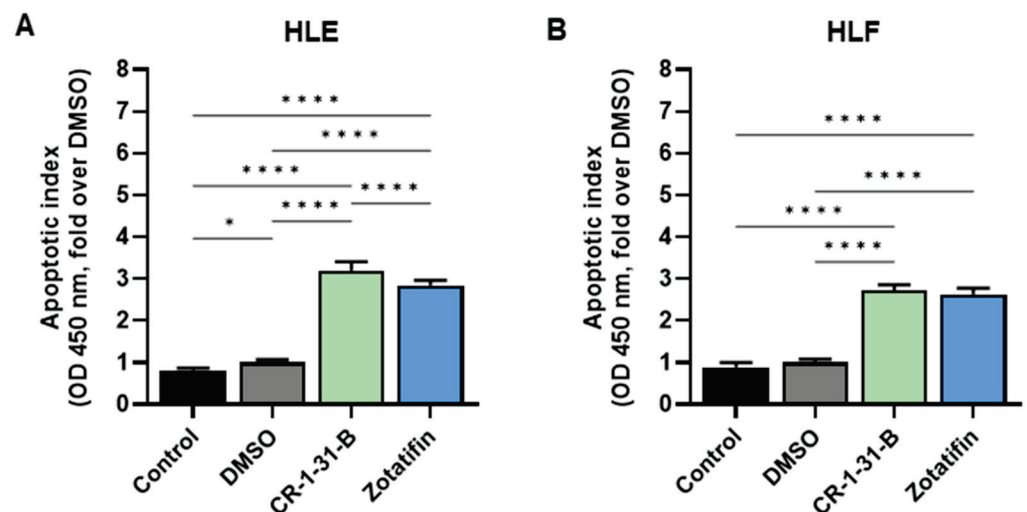 A
HLE
Apoptotic index
(OD 450 nm, fold over DMSO)
8
7
6
5
4
3
2
1
0
* * * *
* * * *
* * * *
* * * *
* * * *
*
Control
DMSO
CR-1-31-B
Zotatifin
B
HLF
Apoptotic index
(OD 450 nm, fold over DMSO)
8
7
6
5
4
3
2
1
0
* * * *
* * * *
* * * *
* * * *
Control
DMSO
CR-1-31-B
Zotatifin